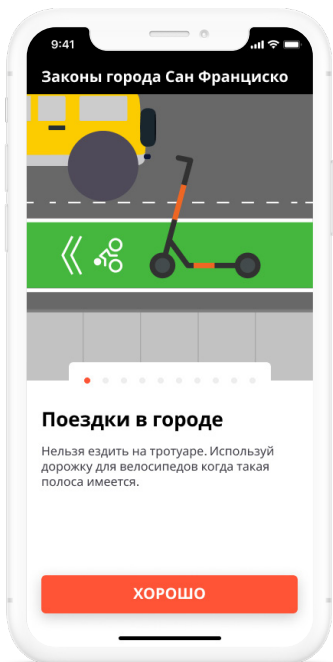 9:41
Законы города Сан Франциско
Поездки в городе
Нельзя ездить на тротуаре. Используй
дорожку для велосипедов когда такая
полоса имеется.
ХОРОШО